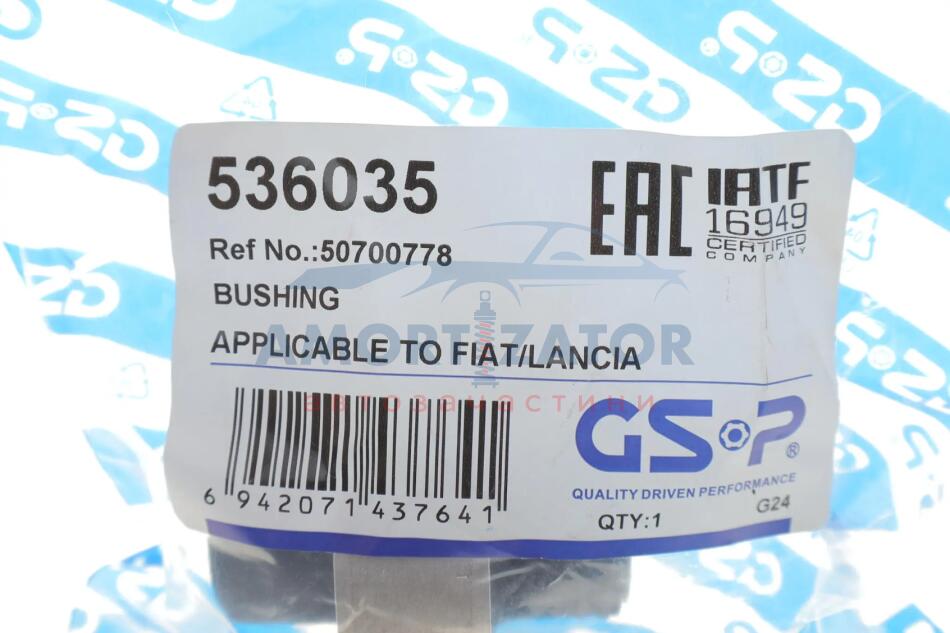 536035
EAC
IATF
16949
CERTIFIED
COMPANY
Ref No.:50700778
BUSHING
AMORTIZATOR
APPLICABLE TO FIAT/LANCIA
автозапчастини
GS·P®
QUALITY DRIVEN PERFORMANCE
6 942071 437641
QTY:1
G24